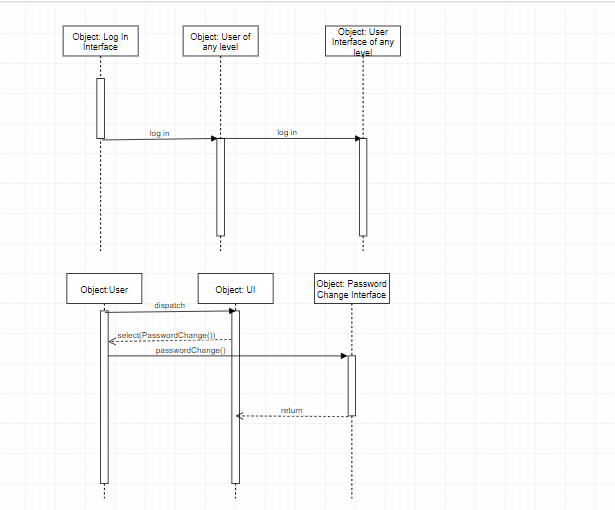 Object: Log In
Interface
Object: User of
any level
Object: User
Interface of any
level
log in
log in
Object:User
Object: UI
Object: Password
Change Interface
dispatch
select(PasswordChange())
passwordChange()
return